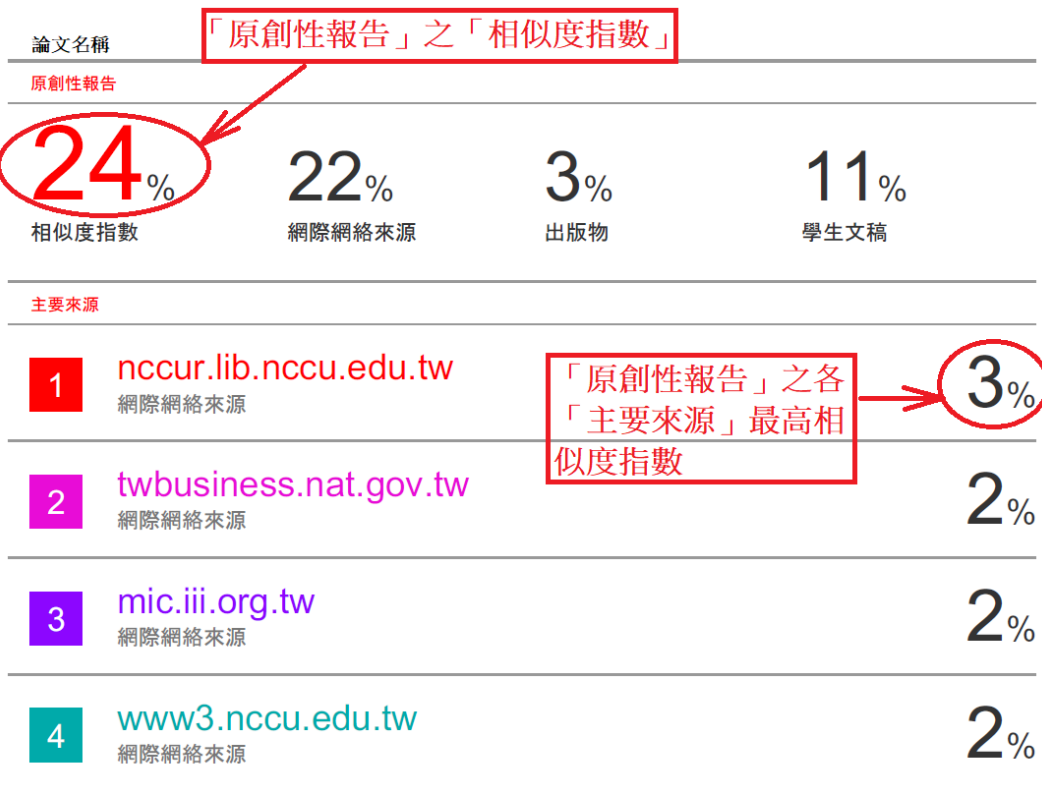 論文名稱
「原創性報告」之「相似度指數」
原創性報告
24%
22%
3%
11%
相似度指數
網際網絡來源
出版物
學生文稿
主要來源
1
nccur.lib.nccu.edu.tw
網際網絡來源
「原創性報告」之各
「主要來源」最高相
似度指數
3%
2
twbusiness.nat.gov.tw
網際網絡來源
2%
3
mic.iii.org.tw
網際網絡來源
2%
4
www3.nccu.edu.tw
網際網絡來源
2%